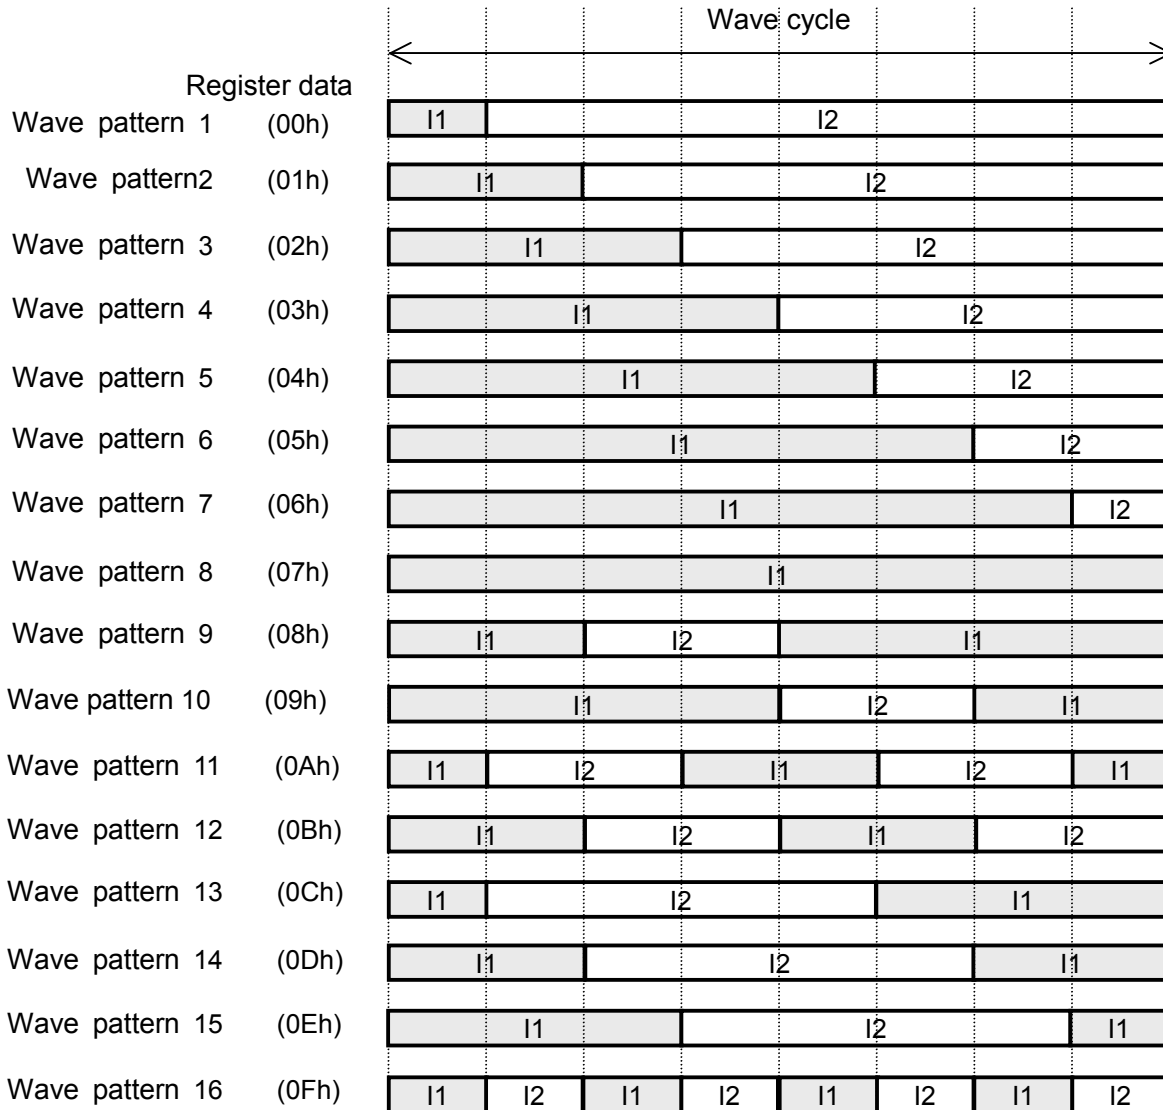 Wave cycle
Register data
Wave pattern 1 (00h) I1 I2
Wave pattern2 (01h) I1 I2
Wave pattern 3 (02h) I1 I2
Wave pattern 4 (03h) I1 I2
Wave pattern 5 (04h) I1 I2
Wave pattern 6 (05h) I1 I2
Wave pattern 7 (06h) I1 I2
Wave pattern 8 (07h) I1
Wave pattern 9 (08h) I1 I2 I1
Wave pattern 10 (09h) I1 I2 I1
Wave pattern 11 (0Ah) I1 I2 I1 I2 I1
Wave pattern 12 (0Bh) I1 I2 I1 I2
Wave pattern 13 (0Ch) I1 I2 I1
Wave pattern 14 (0Dh) I1 I2 I1
Wave pattern 15 (0Eh) I1 I2 I1
Wave pattern 16 (0Fh) I1 I2 I1 I2 I1 I2 I1 I2